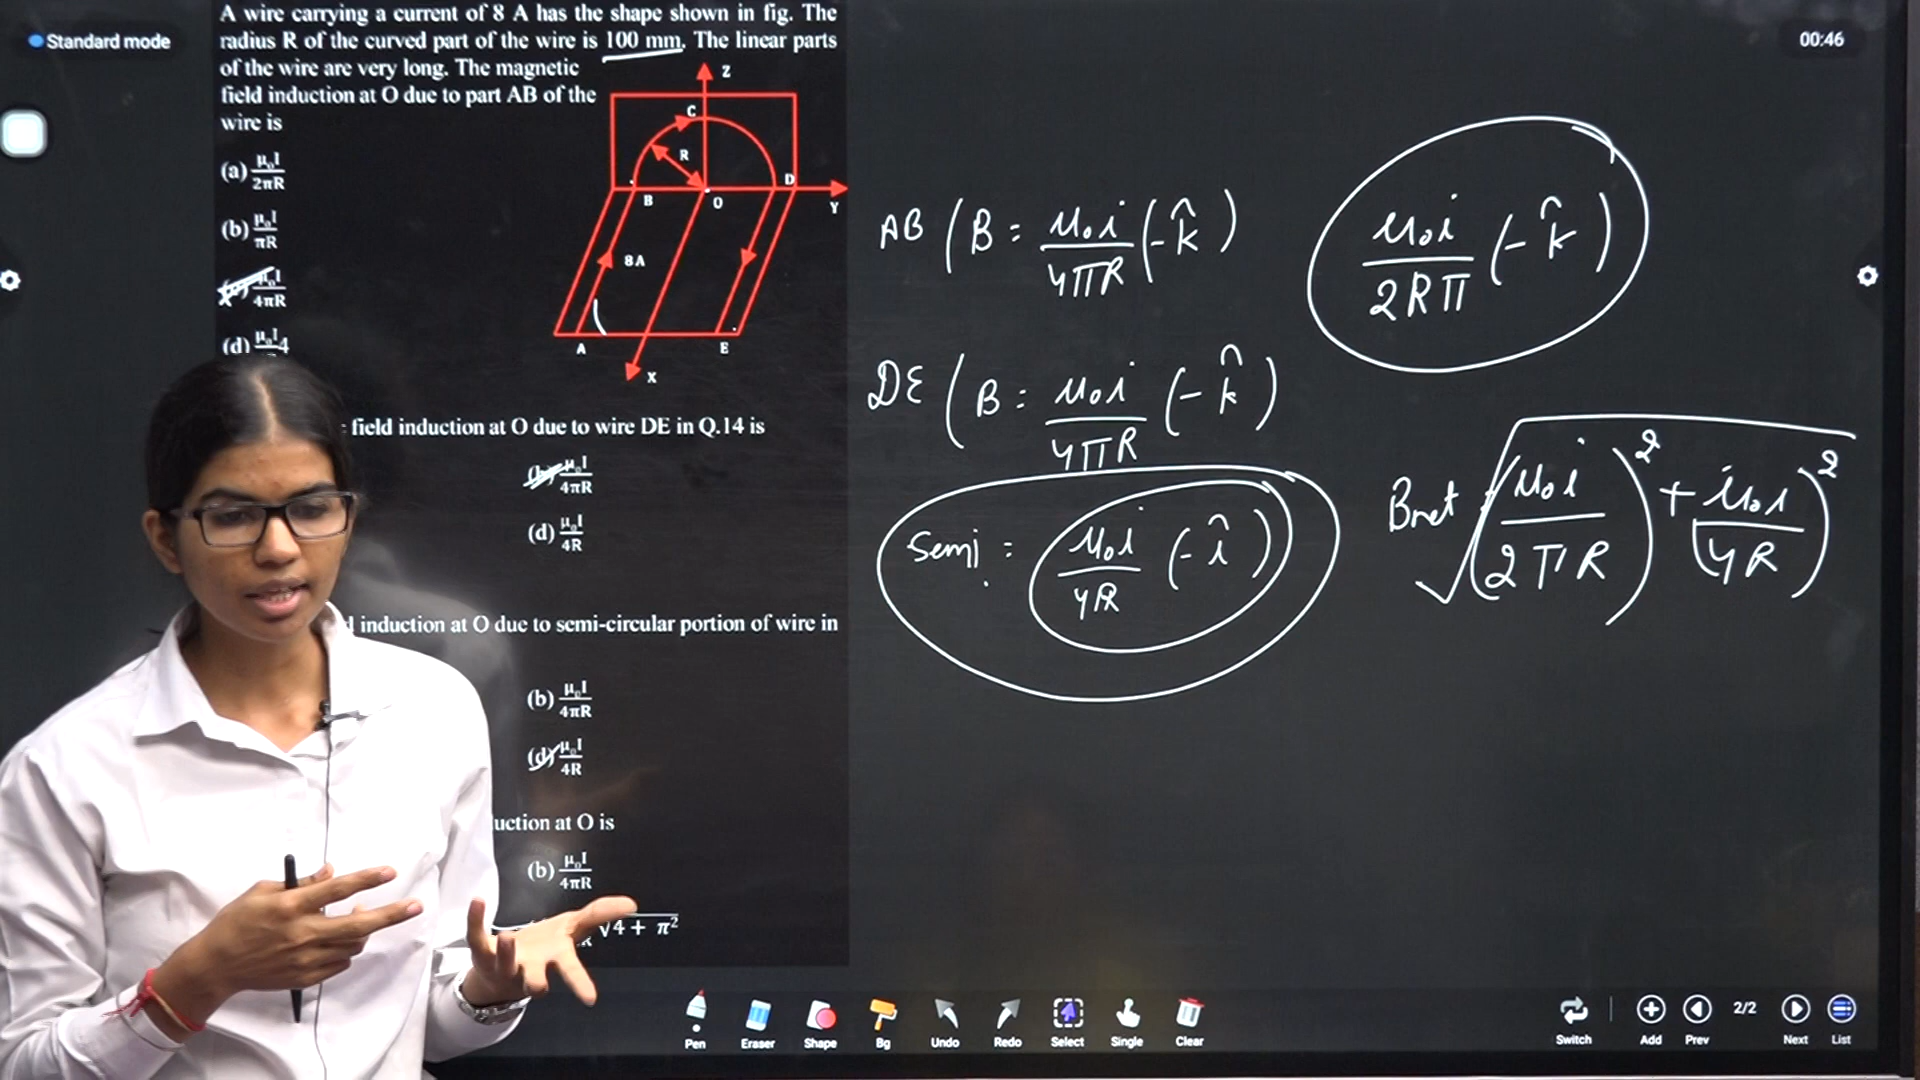 Standard mode
00:46
A wire carrying a current of 8 A has the shape shown in fig. The
radius R of the curved part of the wire is 100 mm. The linear parts
of the wire are very long. The magnetic
field induction at O due to part AB of the
wire is
(a) μ₀I/2πR
(b) μ₀I/πR
μ₀I/4πR
(d) μ₀I 4
Z
C
R
D
B
O
Y
8A
A
E
X
field induction at O due to wire DE in Q.14 is
(b) μ₀I/4πR
(d) μ₀I/4R
induction at O due to semi-circular portion of wire in
(b) μ₀I/4πR
(d) μ₀I/4R
uction at O is
(b) μ₀I/4πR
√4 + π²
AB ( B = μ₀i/4πR (-k̂)
μ₀i/2Rπ (-k̂)
DE ( B = μ₀i/4πR (-k̂)
Semi = μ₀i/4R (-î)
Bnet = √(μ₀i/2πR)² + (μ₀i/4R)²
Pen
Eraser
Shape
Bg
Undo
Redo
Select
Single
Clear
Switch
Add
Prev
2/2
Next
List